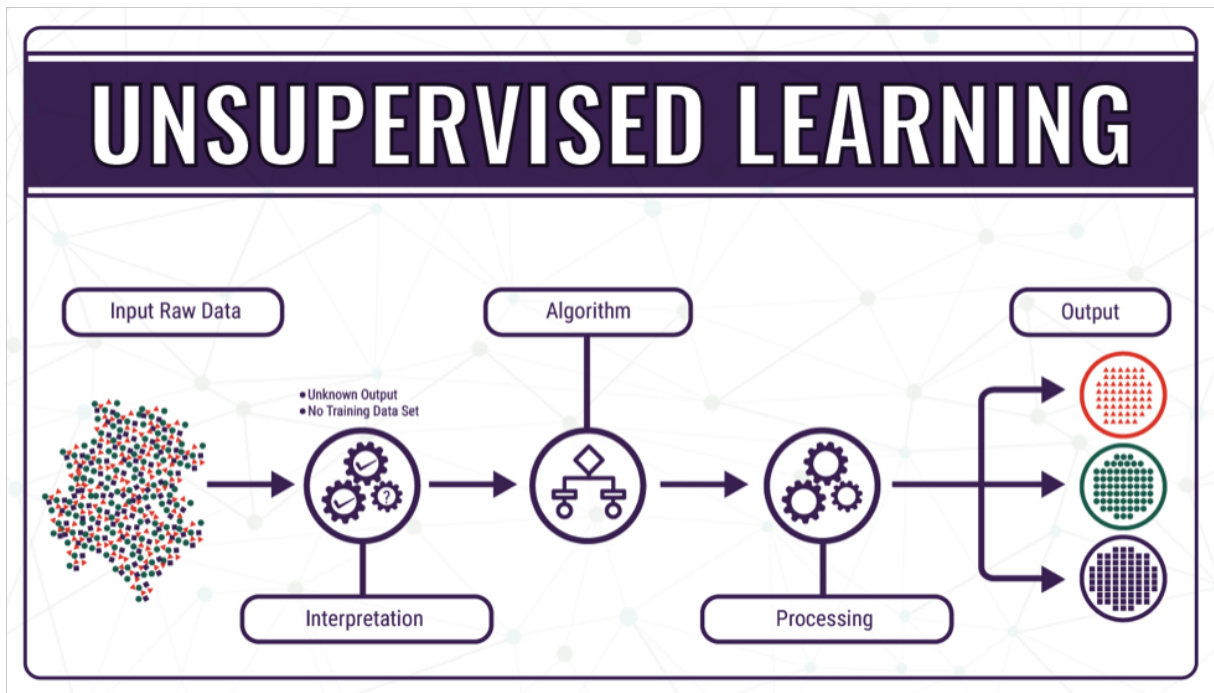 UNSUPERVISED LEARNING
Input Raw Data
Algorithm
Output
• Unknown Output
• No Training Data Set
?
Interpretation
Processing